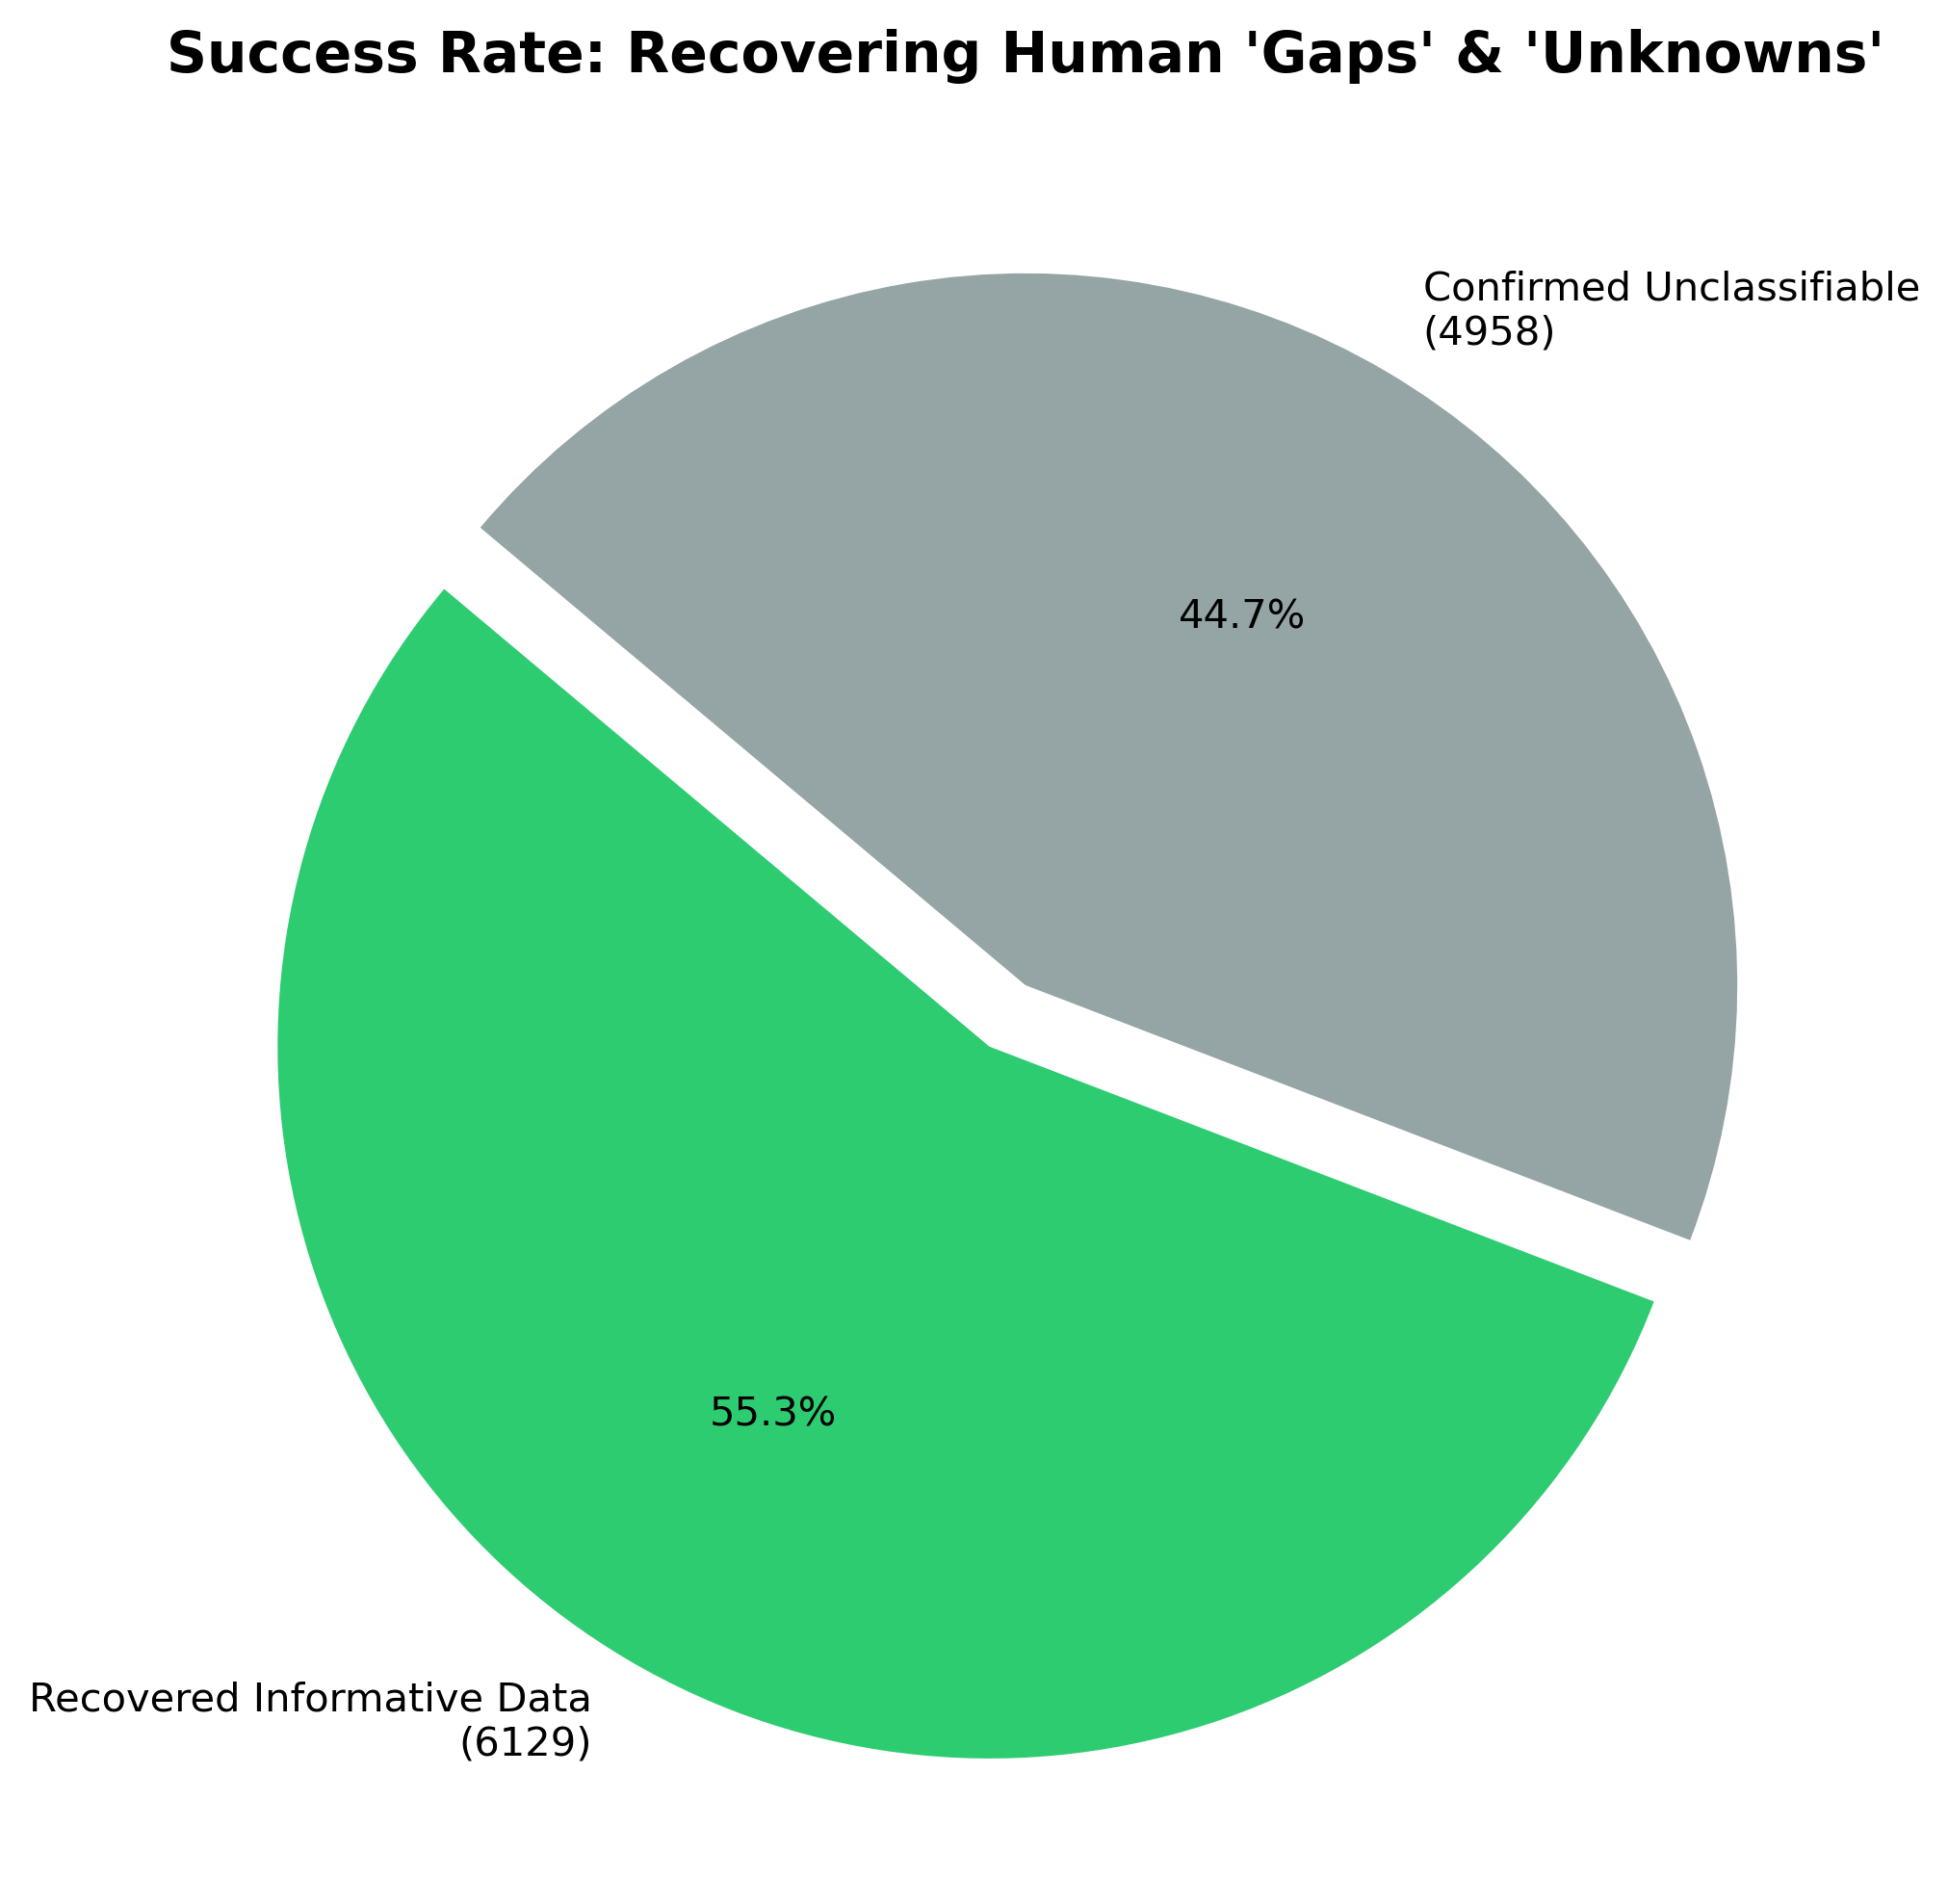 Success Rate: Recovering Human 'Gaps' & 'Unknowns'
Confirmed Unclassifiable
(4958)
44.7%
55.3%
Recovered Informative Data
(6129)